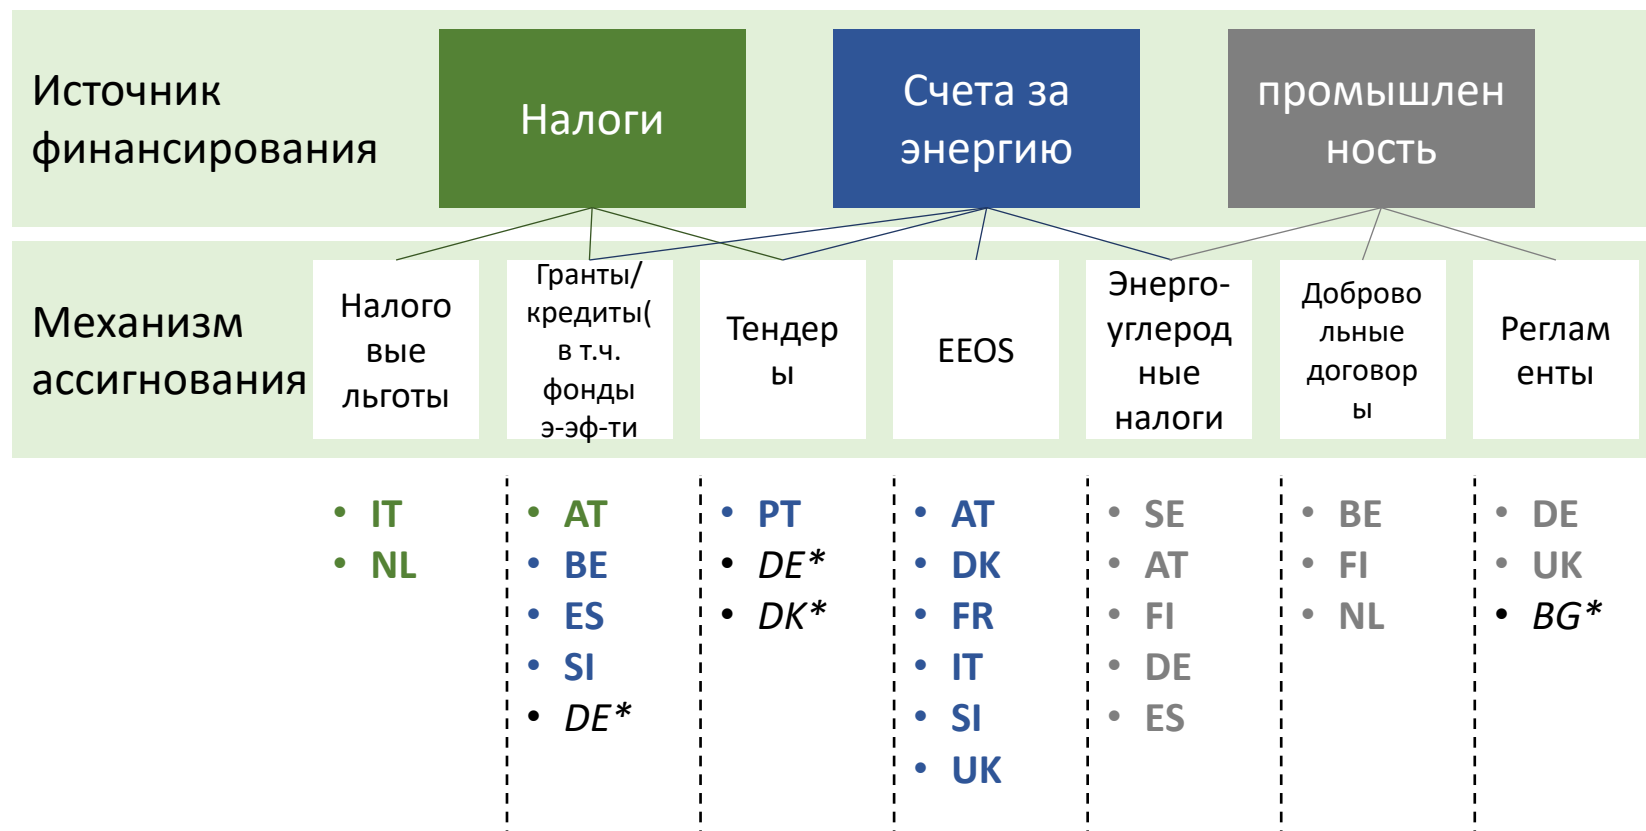 Источник
финансирования
Налоги
Счета за
энергию
промышлен
ность
Механизм
ассигнования
Налого
вые
льготы
Гранты/
кредиты(
в т.ч.
фонды
э-эф-ти
Тендер
ы
EEOS
Энерго-
углерод
ные
налоги
Доброво
льные
договор
ы
Реглам
енты
• IT
• NL
• AT
• BE
• ES
• SI
• DE*
• PT
• DE*
• DK*
• AT
• DK
• FR
• IT
• SI
• UK
• SE
• AT
• FI
• DE
• ES
• BE
• FI
• NL
• DE
• UK
• BG*